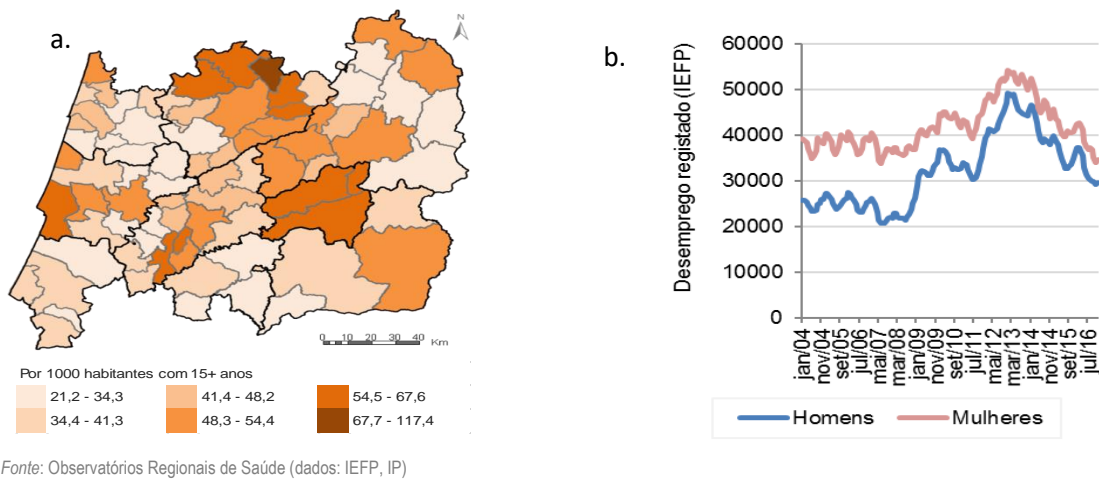 a.
N
0 10 20 30 40
Km
Por 1000 habitantes com 15+ anos
21,2 - 34,3
41,4 - 48,2
54,5 - 67,6
34,4 - 41,3
48,3 - 54,4
67,7 - 117,4
Fonte: Observatórios Regionais de Saúde (dados: IEFP, IP)
b.
Desemprego registado (IEFP)
60000
50000
40000
30000
20000
10000
0
jan/04
nov/04
set/05
jul/06
mai/07
mar/08
jan/09
nov/09
set/10
jul/11
mai/12
mar/13
jan/14
nov/14
set/15
jul/16
Homens
Mulheres